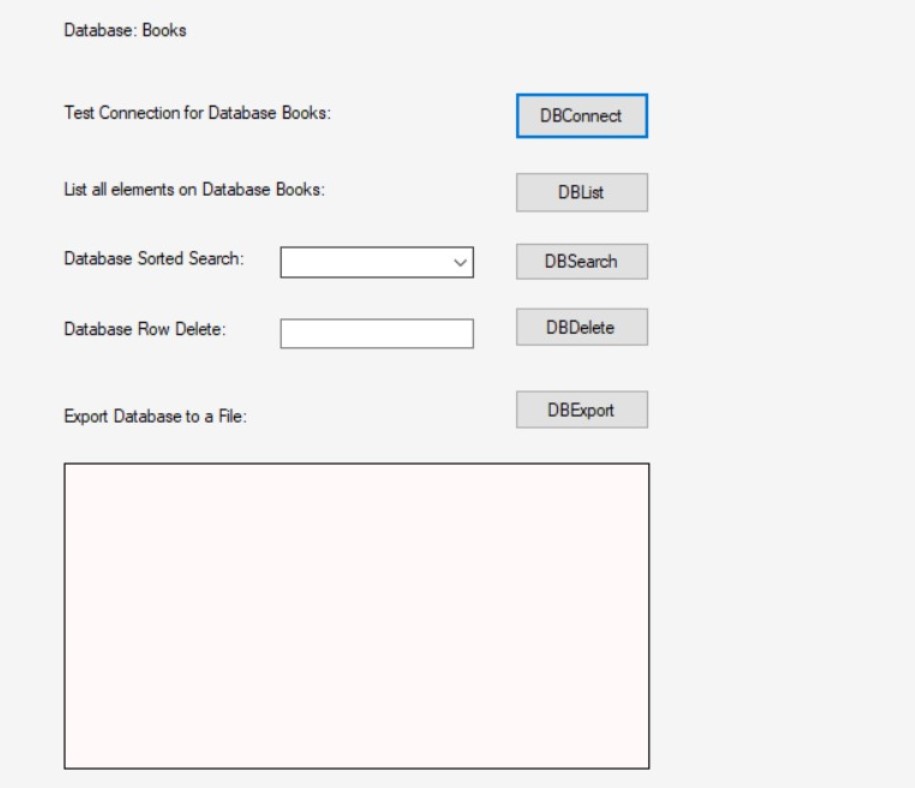 Database: Books
Test Connection for Database Books:
DBConnect
List all elements on Database Books:
DBList
Database Sorted Search:
DBSearch
Database Row Delete:
DBDelete
Export Database to a File:
DBExport